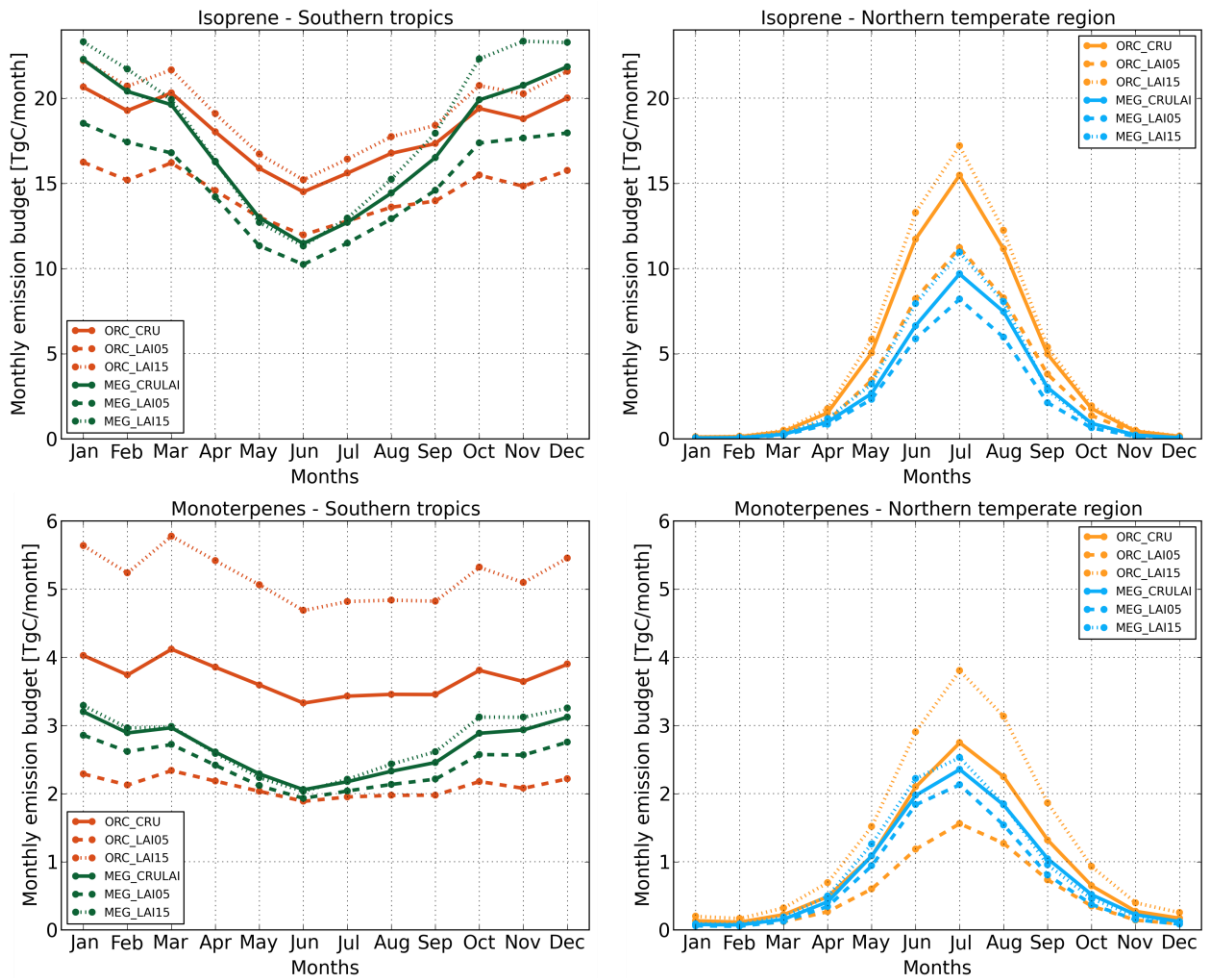 Isoprene - Southern tropics
Monthly emission budget [TgC/month]
20
15
10
5
0
ORC_CRU
ORC_LAI05
ORC_LAI15
MEG_CRULAI
MEG_LAI05
MEG_LAI15
Jan Feb Mar Apr May Jun Jul Aug Sep Oct Nov Dec
Months
Isoprene - Northern temperate region
Monthly emission budget [TgC/month]
20
15
10
5
0
ORC_CRU
ORC_LAI05
ORC_LAI15
MEG_CRULAI
MEG_LAI05
MEG_LAI15
Jan Feb Mar Apr May Jun Jul Aug Sep Oct Nov Dec
Months
Monoterpenes - Southern tropics
Monthly emission budget [TgC/month]
6
5
4
3
2
1
0
ORC_CRU
ORC_LAI05
ORC_LAI15
MEG_CRULAI
MEG_LAI05
MEG_LAI15
Jan Feb Mar Apr May Jun Jul Aug Sep Oct Nov Dec
Months
Monoterpenes - Northern temperate region
Monthly emission budget [TgC/month]
6
5
4
3
2
1
0
ORC_CRU
ORC_LAI05
ORC_LAI15
MEG_CRULAI
MEG_LAI05
MEG_LAI15
Jan Feb Mar Apr May Jun Jul Aug Sep Oct Nov Dec
Months